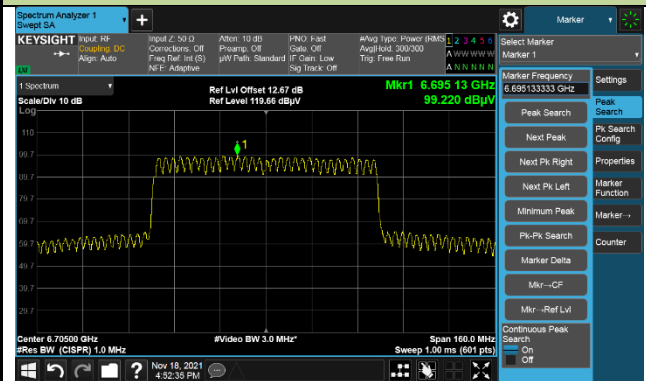 Spectrum Analyzer 1
Swept SA
+
Marker
KEYSIGHT
Input: RF
Coupling: DC
Align: Auto
Input Z: 50 Ω
Corrections: Off
Freq Ref: Int (S)
NFE: Adaptive
Atten: 10 dB
Preamp: Off
µW Path: Standard
PNO: Fast
Gate: Off
IF Gain: Low
Sig Track: Off
#Avg Type: Power (RMS
Avg|Hold: 300/300
Trig: Free Run
1 2 3 4 5 6
A W W W W W
A N N N N N
LXI
Select Marker
Marker 1
1 Spectrum
Scale/Div 10 dB
Log
Ref Lvl Offset 12.67 dB
Ref Level 119.66 dBµV
Mkr1 6.695 13 GHz
99.220 dBµV
110
99.7
89.7
79.7
69.7
59.7
49.7
39.7
29.7
1
Center 6.70500 GHz
#Res BW (CISPR) 1.0 MHz
#Video BW 3.0 MHz*
Span 160.0 MHz
Sweep 1.00 ms (601 pts)
Marker Frequency
6.695133333 GHz
Peak Search
Next Peak
Next Pk Right
Next Pk Left
Minimum Peak
Pk-Pk Search
Marker Delta
Mkr→CF
Mkr→Ref Lvl
Continuous Peak
Search
On
Off
Settings
Peak
Search
Pk Search
Config
Properties
Marker
Function
Marker→
Counter
?
Nov 18, 2021
4:52:35 PM